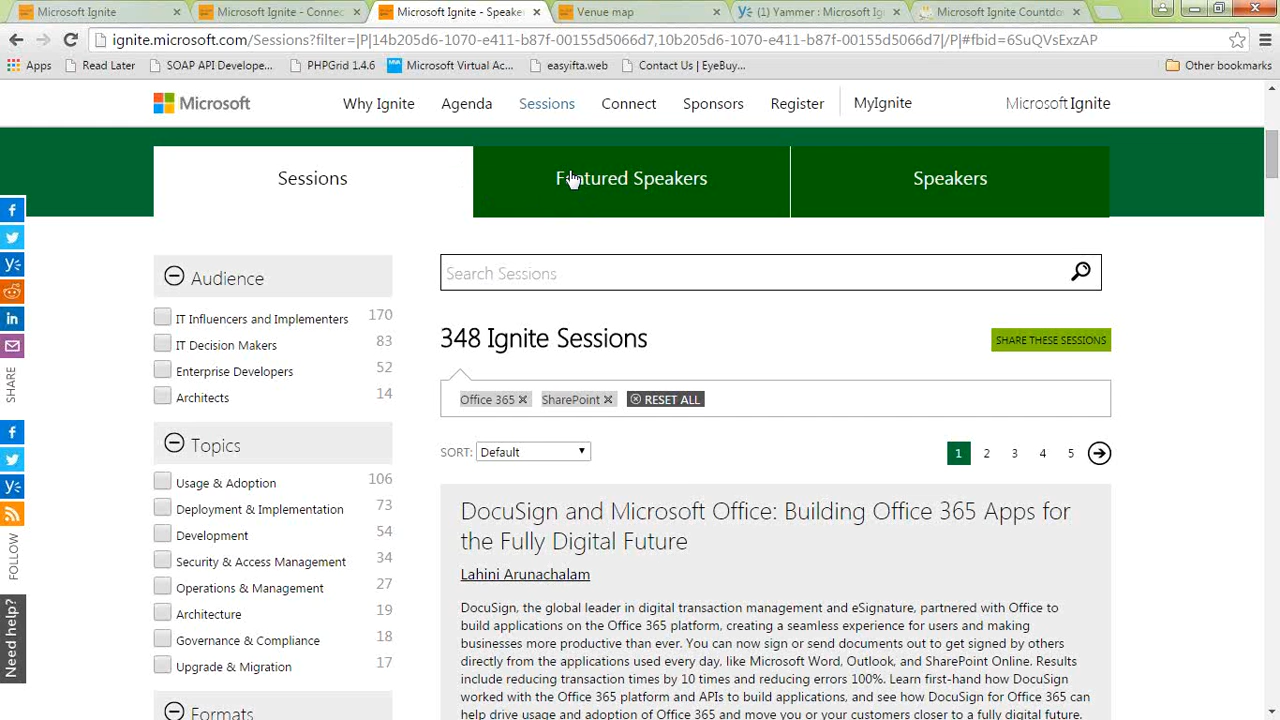 Microsoft Ignite
Microsoft Ignite - Connec
Microsoft Ignite - Speake
Venue map
(1) Yammer: Microsoft Ig
Microsoft Ignite Countdo
ignite.microsoft.com/Sessions?filter=|P|14b205d6-1070-e411-b87f-00155d5066d7,10b205d6-1070-e411-b87f-00155d5066d7|/P|#fbid=6SuQVsExzAP
Apps
Read Later
SOAP API Develope...
PHPGrid 1.4.6
Microsoft Virtual Ac...
easyifta.web
Contact Us | EyeBuy...
Other bookmarks
Microsoft
Why Ignite
Agenda
Sessions
Connect
Sponsors
Register
MyIgnite
Microsoft Ignite
Sessions
Featured Speakers
Speakers
SHARE
FOLLOW
Need help?
Audience
IT Influencers and Implementers 170
IT Decision Makers 83
Enterprise Developers 52
Architects 14
Topics
Usage & Adoption 106
Deployment & Implementation 73
Development 54
Security & Access Management 34
Operations & Management 27
Architecture 19
Governance & Compliance 18
Upgrade & Migration 17
Formats
Search Sessions
348 Ignite Sessions
SHARE THESE SESSIONS
Office 365 SharePoint RESET ALL
SORT: Default
1 2 3 4 5
DocuSign and Microsoft Office: Building Office 365 Apps for
the Fully Digital Future
Lahini Arunachalam
DocuSign, the global leader in digital transaction management and eSignature, partnered with Office to
build applications on the Office 365 platform, creating a seamless experience for users and making
businesses more productive than ever. You can now sign or send documents out to get signed by others
directly from the applications used every day, like Microsoft Word, Outlook, and SharePoint Online. Results
include reducing transaction times by 10 times and reducing errors 100%. Learn first-hand how DocuSign
worked with the Office 365 platform and APIs to build applications, and see how DocuSign for Office 365 can
help drive usage and adoption of Office 365 and move you or your customers closer to a fully digital future.